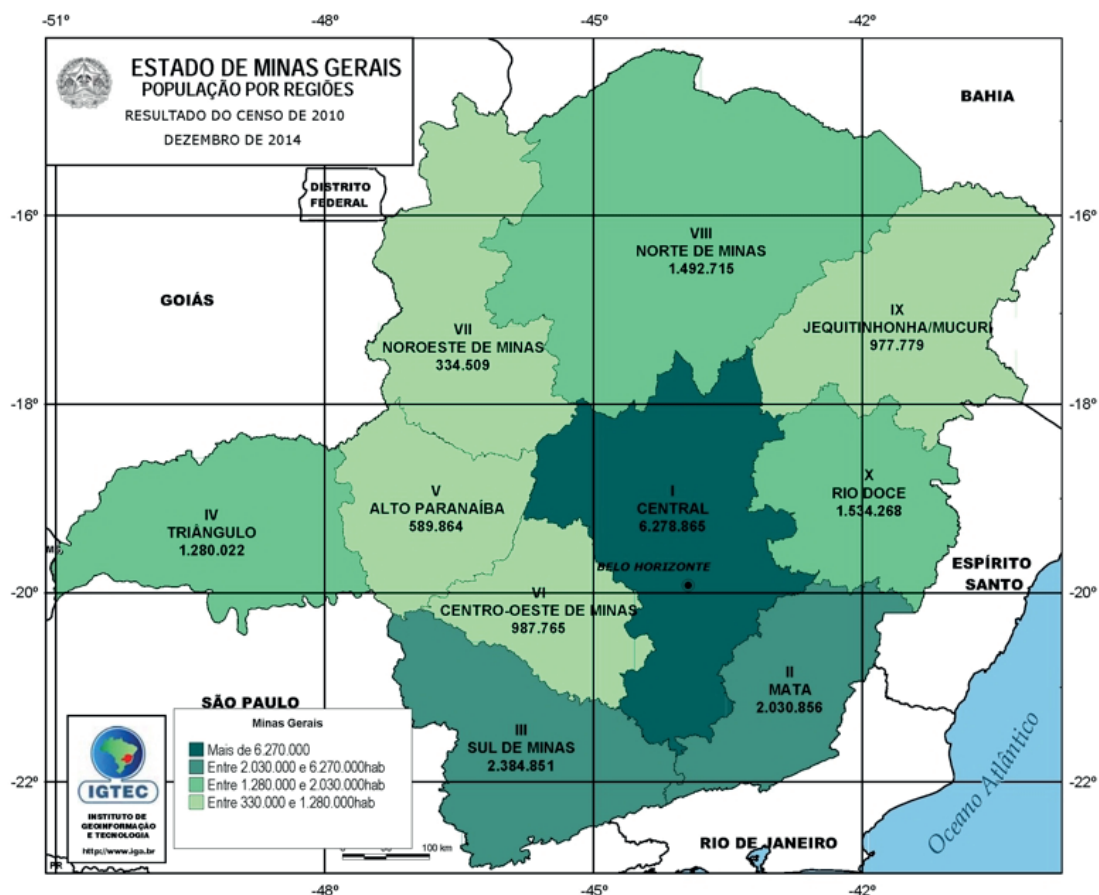 -51º
-48º
-45º
-42º
ESTADO DE MINAS GERAIS
POPULAÇÃO POR REGIÕES
RESULTADO DO CENSO DE 2010
DEZEMBRO DE 2014
BAHIA
DISTRITO
FEDERAL
-16º
-16º
VIII
NORTE DE MINAS
1.492.715
GOIÁS
IX
JEQUITINHONHA/MUCURI
977.779
VII
NOROESTE DE MINAS
334.509
-18º
-18º
V
ALTO PARANAÍBA
589.864
I
CENTRAL
6.278.865
X
RIO DOCE
1.534.268
IV
TRIÂNGULO
1.280.022
BELO HORIZONTE
ESPÍRITO
SANTO
-20º
-20º
VI
CENTRO-OESTE DE MINAS
987.765
II
MATA
2.030.856
SÃO PAULO
III
SUL DE MINAS
2.384.851
Minas Gerais
Mais de 6.270.000
Entre 2.030.000 e 6.270.000hab
Entre 1.280.000 e 2.030.000hab
Entre 330.000 e 1.280.000hab
IGTEC
INSTITUTO DE
GEOINFORMAÇÃO
E TECNOLOGIA
http://www.iga.br
-22º
-22º
Oceano Atlântico
RIO DE JANEIRO
100 km
PR
-48º
-45º
-42º